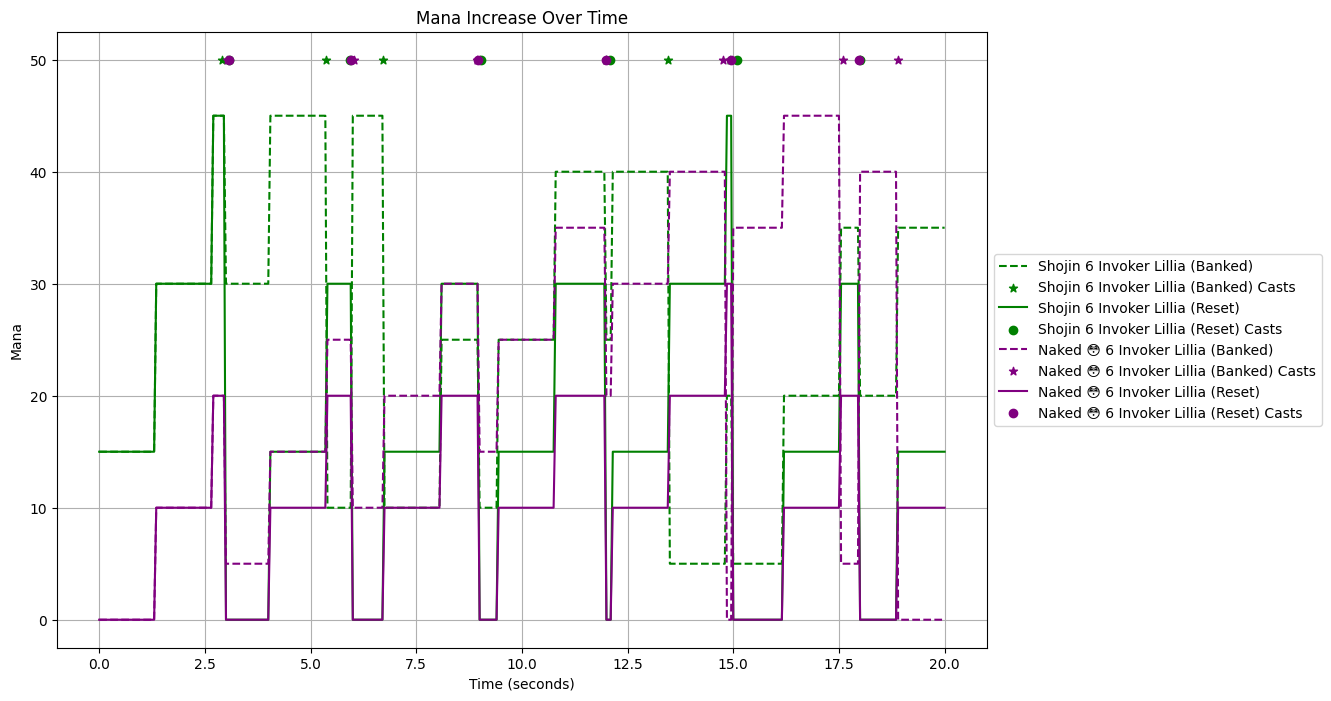 Mana Increase Over Time
Mana
50
40
30
20
10
0
0.0 2.5 5.0 7.5 10.0 12.5 15.0 17.5 20.0
Time (seconds)
Shojin 6 Invoker Lillia (Banked)
Shojin 6 Invoker Lillia (Banked) Casts
Shojin 6 Invoker Lillia (Reset)
Shojin 6 Invoker Lillia (Reset) Casts
Naked 😳 6 Invoker Lillia (Banked)
Naked 😳 6 Invoker Lillia (Banked) Casts
Naked 😳 6 Invoker Lillia (Reset)
Naked 😳 6 Invoker Lillia (Reset) Casts